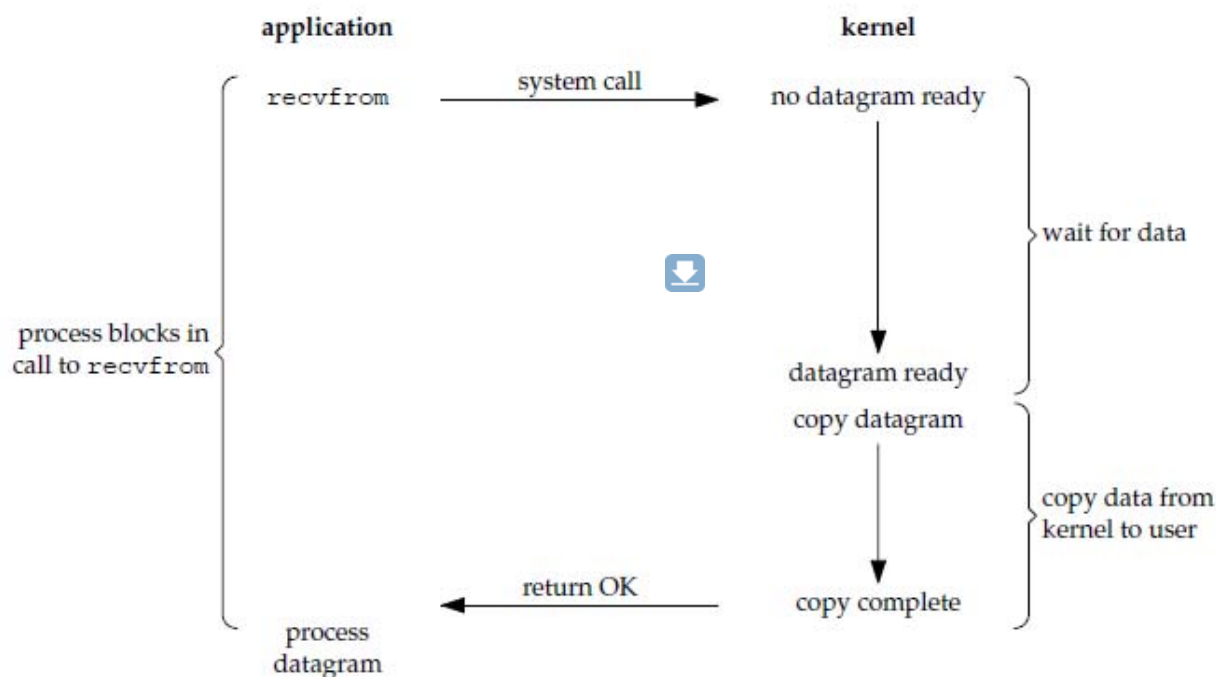 application
kernel
recvfrom
system call
no datagram ready
wait for data
process blocks in
call to recvfrom
datagram ready
copy datagram
copy data from
kernel to user
return OK
copy complete
process
datagram